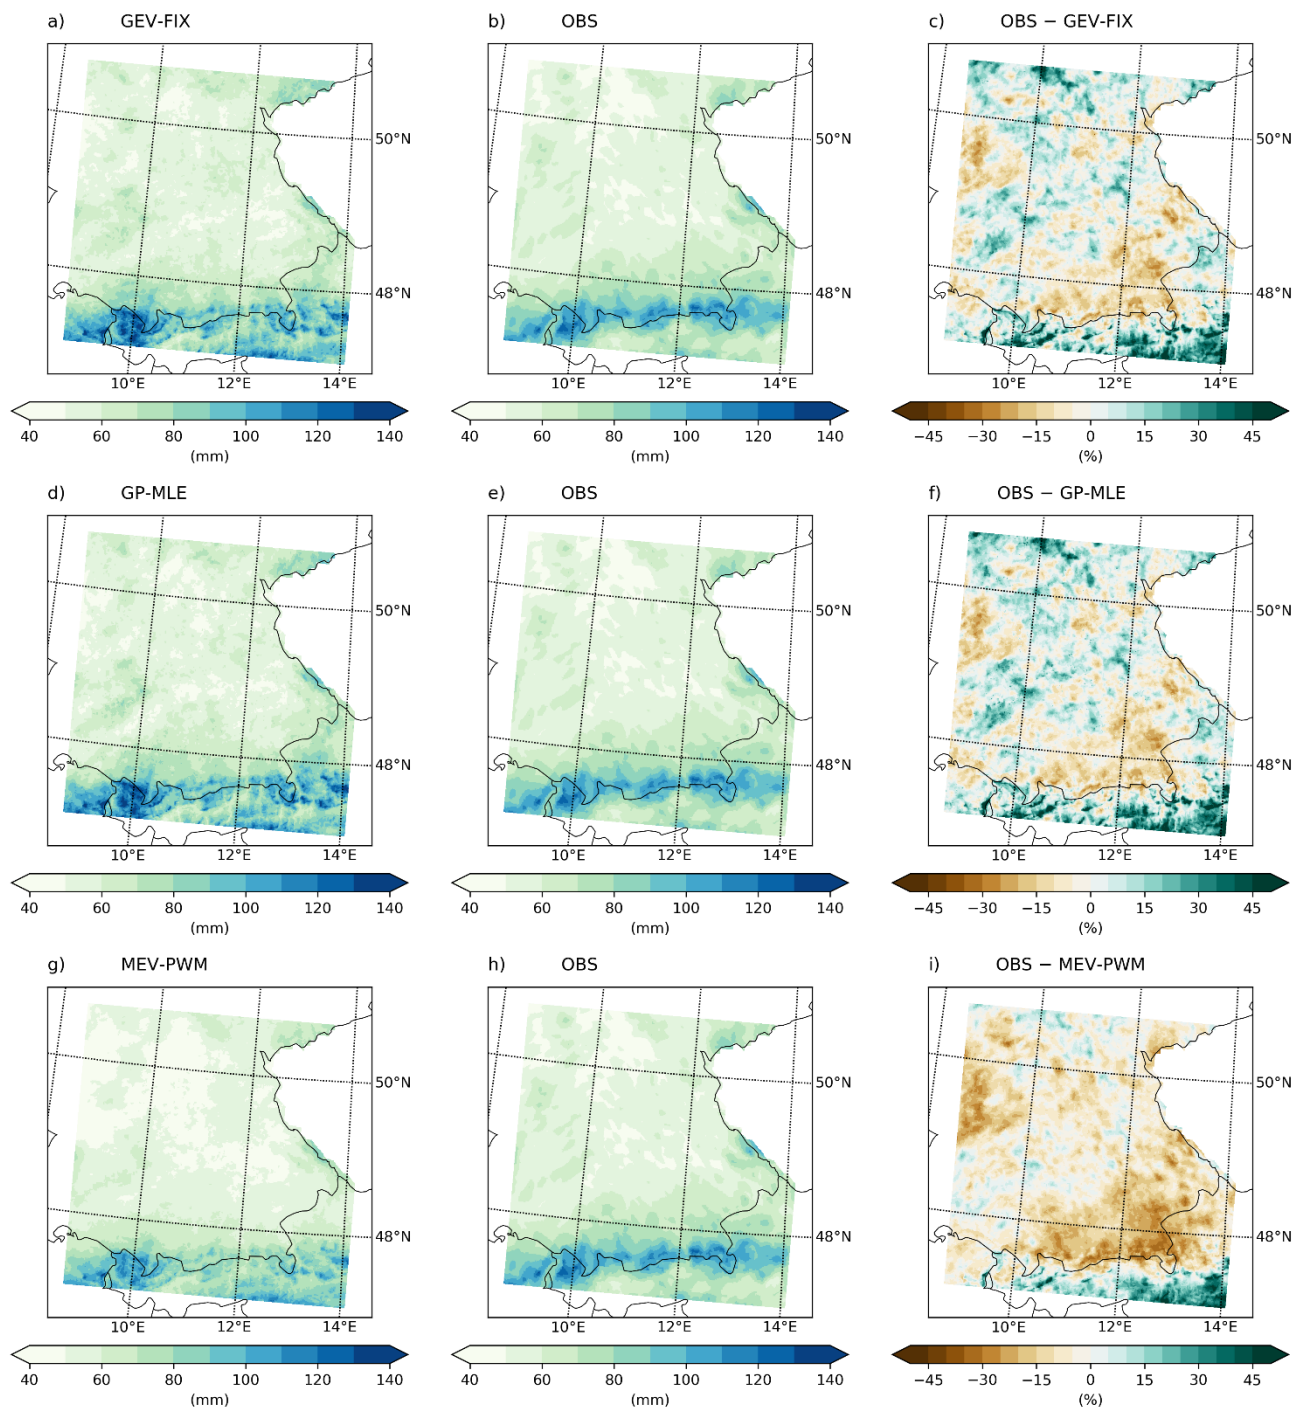 a) GEV-FIX b) OBS c) OBS − GEV-FIX
50°N 50°N 50°N
48°N 48°N 48°N
10°E 12°E 14°E 10°E 12°E 14°E 10°E 12°E 14°E
40 60 80 100 120 140 40 60 80 100 120 140 −45 −30 −15 0 15 30 45
(mm) (mm) (%)
d) GP-MLE e) OBS f) OBS − GP-MLE
50°N 50°N 50°N
48°N 48°N 48°N
10°E 12°E 14°E 10°E 12°E 14°E 10°E 12°E 14°E
40 60 80 100 120 140 40 60 80 100 120 140 −45 −30 −15 0 15 30 45
(mm) (mm) (%)
g) MEV-PWM h) OBS i) OBS − MEV-PWM
50°N 50°N 50°N
48°N 48°N 48°N
10°E 12°E 14°E 10°E 12°E 14°E 10°E 12°E 14°E
40 60 80 100 120 140 40 60 80 100 120 140 −45 −30 −15 0 15 30 45
(mm) (mm) (%)